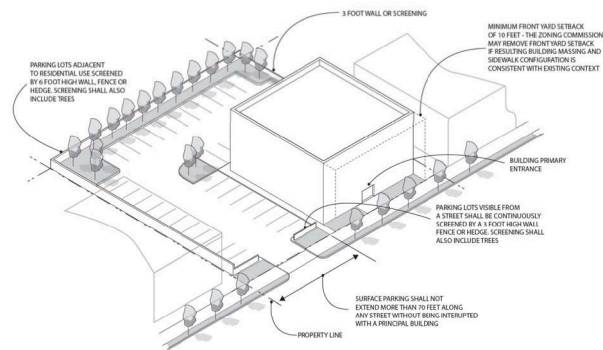 3 FOOT WALL OR SCREENING
MINIMUM FRONT YARD SETBACK
OF 10 FEET - THE ZONING COMMISSION
MAY REMOVE FRONT YARD SETBACK
IF RESULTING BUILDING MASSING AND
SIDEWALK CONFIGURATION IS
CONSISTENT WITH EXISTING CONTEXT
PARKING LOTS ADJACENT
TO RESIDENTIAL USE SCREENED
BY 6 FOOT HIGH WALL, FENCE OR
HEDGE. SCREENING SHALL ALSO
INCLUDE TREES
BUILDING PRIMARY
ENTRANCE
PARKING LOTS VISIBLE FROM
A STREET SHALL BE CONTINUOUSLY
SCREENED BY A 3 FOOT HIGH WALL
FENCE OR HEDGE. SCREENING SHALL
ALSO INCLUDE TREES
SURFACE PARKING SHALL NOT
EXTEND MORE THAN 70 FEET ALONG
ANY STREET WITHOUT BEING INTERUPTED
WITH A PRINCIPAL BUILDING
PROPERTY LINE